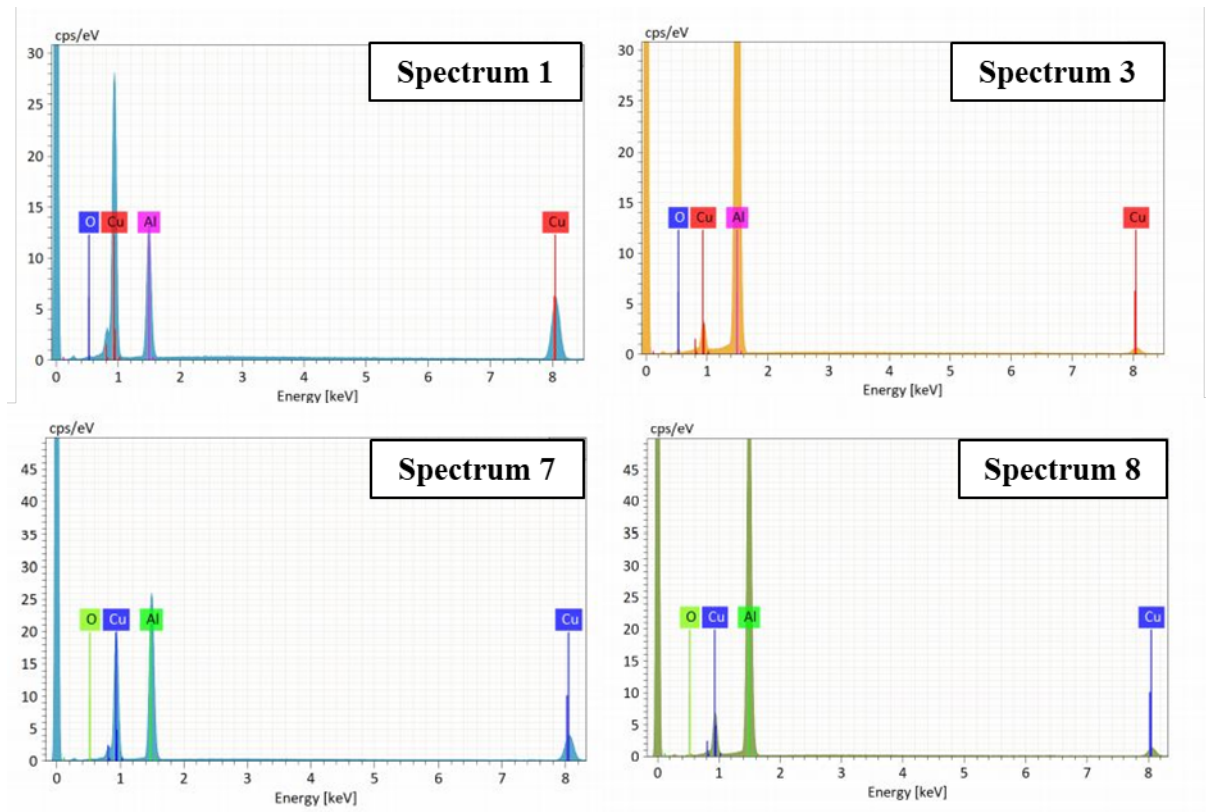 cps/eV
Spectrum 1
30
25
20
15
10
5
0
O Cu Al Cu
0 1 2 3 4 5 6 7 8
Energy [keV]
cps/eV
Spectrum 3
30
25
20
15
10
5
0
O Cu Al Cu
0 1 2 3 4 5 6 7 8
Energy [keV]
cps/eV
Spectrum 7
45
40
35
30
25
20
15
10
5
0
O Cu Al Cu
0 1 2 3 4 5 6 7 8
Energy [keV]
cps/eV
Spectrum 8
45
40
35
30
25
20
15
10
5
0
O Cu Al Cu
0 1 2 3 4 5 6 7 8
Energy [keV]